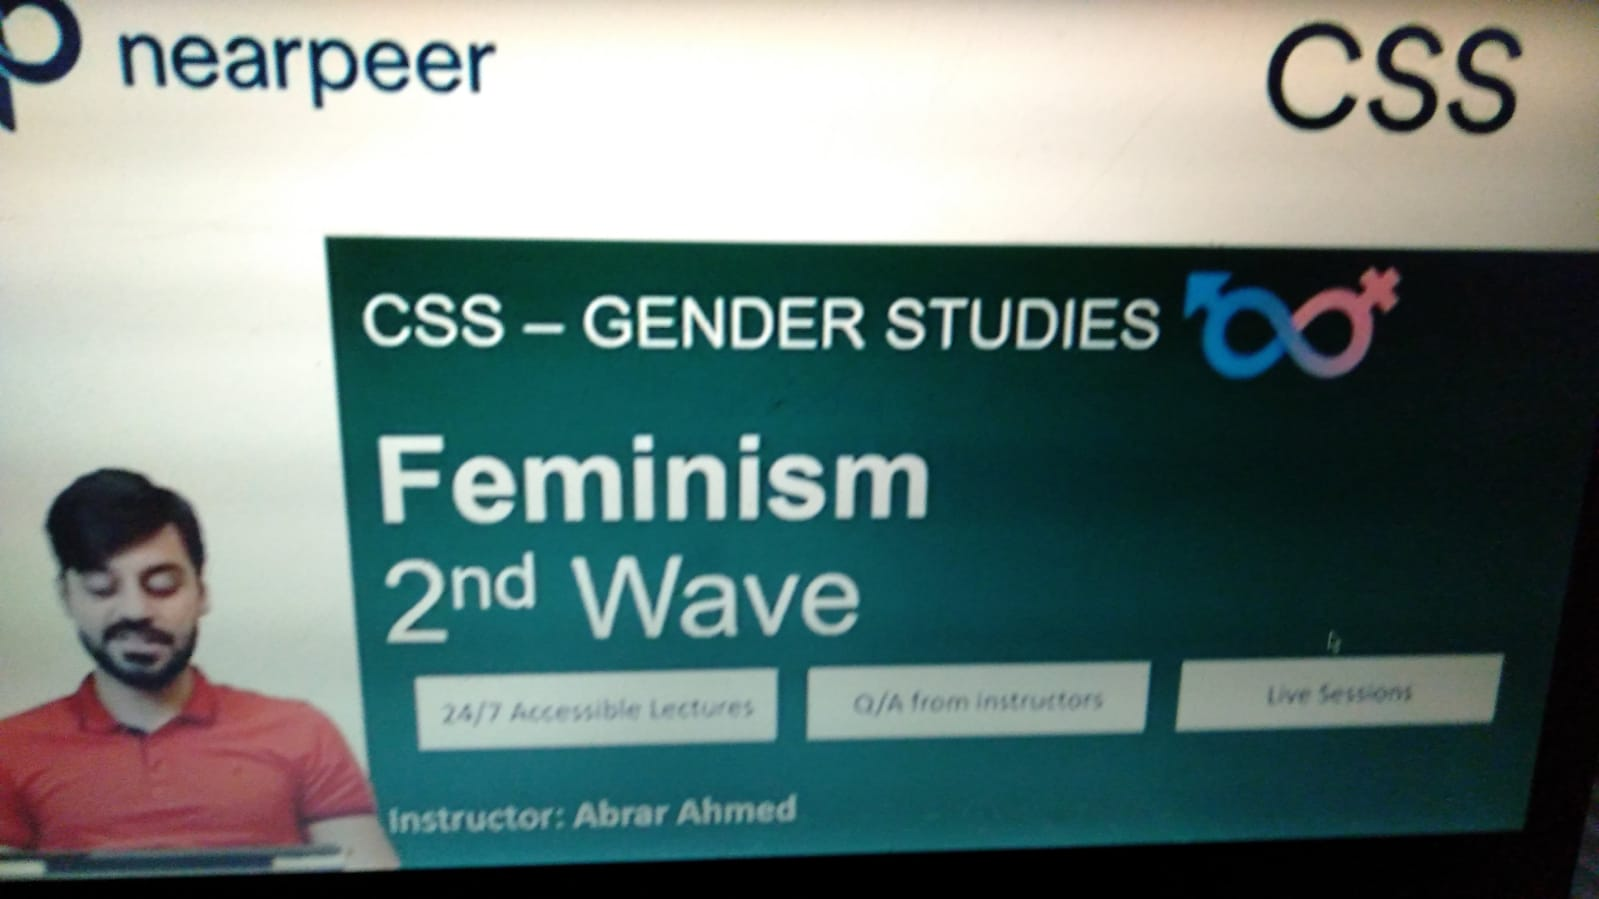 nearpeer
CSS
CSS – GENDER STUDIES
Feminism
2nd Wave
24/7 Accessible Lectures
Q/A from instructors
Live Sessions
Instructor: Abrar Ahmed